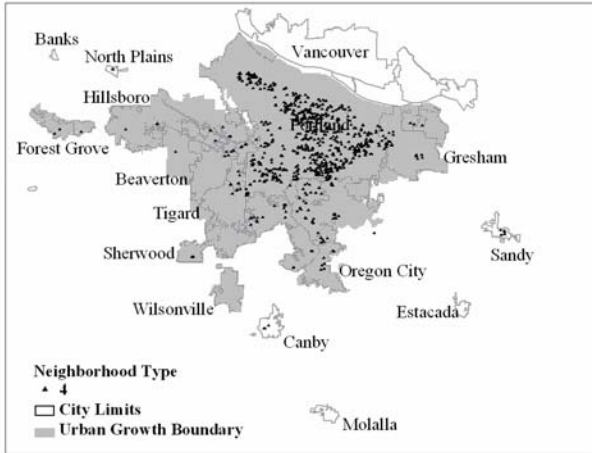 Banks
Vancouver
North Plains
Hillsboro
Portland
Forest Grove
Gresham
Beaverton
Tigard
Sherwood
Sandy
Oregon City
Wilsonville
Estacada
Canby
Neighborhood Type
4
City Limits
Urban Growth Boundary
Molalla